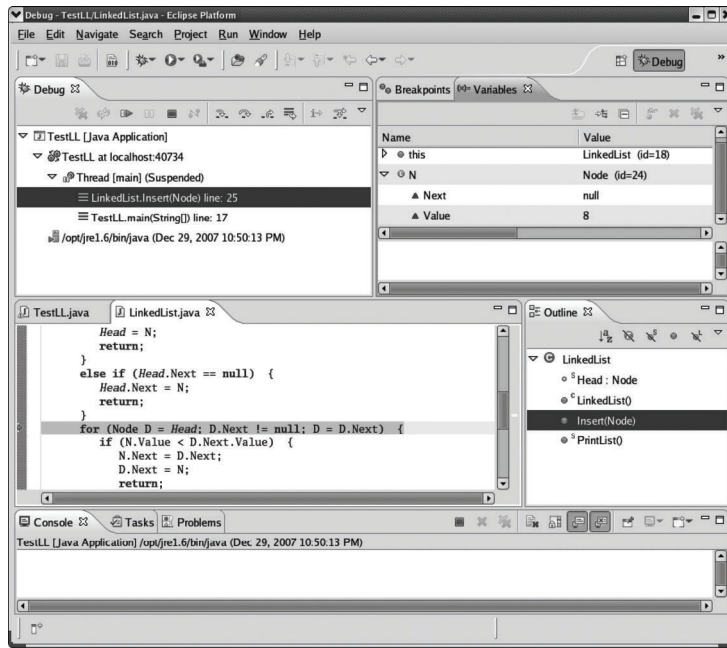 Debug - TestLL/LinkedList.java - Eclipse Platform
File Edit Navigate Search Project Run Window Help
Debug
»
Debug
TestLL [Java Application]
TestLL at localhost:40734
Thread [main] (Suspended)
LinkedList.Insert(Node) line: 25
TestLL.main(String[]) line: 17
/opt/jre1.6/bin/java (Dec 29, 2007 10:50:13 PM)
Breakpoints (x)= Variables
Name Value
this LinkedList (id=18)
N Node (id=24)
Next null
Value 8
TestLL.java LinkedList.java
Head = N;
return;
}
else if (Head.Next == null) {
Head.Next = N;
return;
}
for (Node D = Head; D.Next != null; D = D.Next) {
if (N.Value < D.Next.Value) {
N.Next = D.Next;
D.Next = N;
return;
Outline
LinkedList
S Head : Node
C LinkedList()
Insert(Node)
S PrintList()
Console Tasks Problems
TestLL [Java Application] /opt/jre1.6/bin/java (Dec 29, 2007 10:50:13 PM)